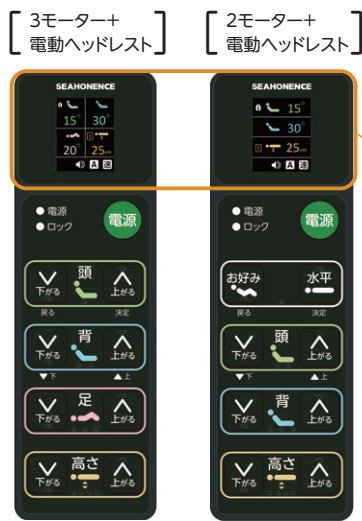 3モーター＋
電動ヘッドレスト
2モーター＋
電動ヘッドレスト
SEAHONENCE
15° 30°
20° 1 25cm
A 速
電源
ロック
電源
下がる 頭 上がる
戻る 決定
下がる 背 上がる
▼下 ▲上
下がる 足 上がる
下がる 高さ 上がる
SEAHONENCE
15°
30°
1 25cm
A 速
電源
ロック
電源
お好み 水平
戻る 決定
下がる 頭 上がる
▼下 ▲上
下がる 背 上がる
下がる 高さ 上がる